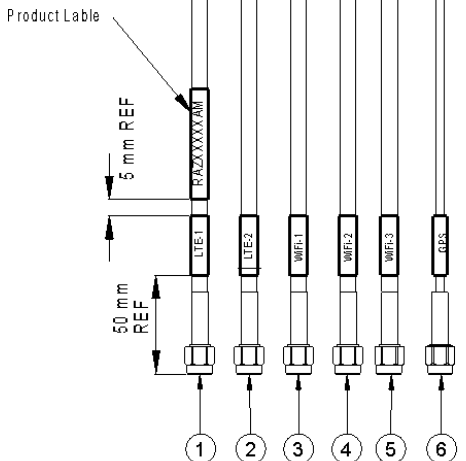 Product Lable
RAZXXXXXAM
5 mm REF
LTE-1
LTE-2
WiFi-1
WiFi-2
WiFi-3
GPS
50 mm
REF
1
2
3
4
5
6